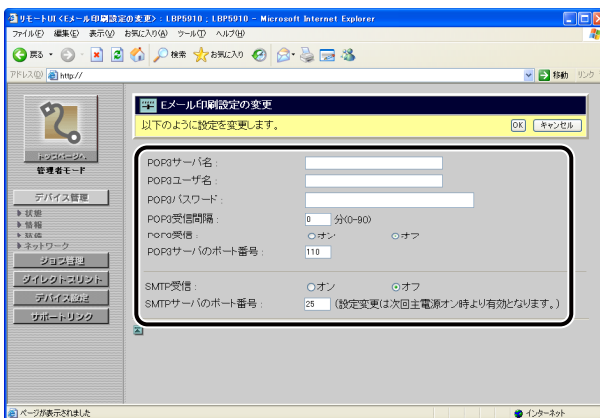 リモートUI <Eメール印刷設定の変更> : LBP5910 ; LBP5910 - Microsoft Internet Explorer
ファイル(F) 編集(E) 表示(V) お気に入り(A) ツール(T) ヘルプ(H)
戻る 検索 お気に入り
アドレス(D) http:// 移動 リンク
トップページへ
管理者モード
デバイス管理
状態
情報
ネットワーク
ジョブ管理
ダイレクトプリント
デバイス設定
サポートリンク
Eメール印刷設定の変更
以下のように設定を変更します。 OK キャンセル
POP3サーバ名 :
POP3ユーザ名 :
POP3パスワード :
POP3受信間隔 : 0 分(0-90)
POP3受信 : オン オフ
POP3サーバのポート番号 : 110
SMTP受信 : オン オフ
SMTPサーバのポート番号 : 25 (設定変更は次回主電源オン時より有効となります。)
ページが表示されました インターネット